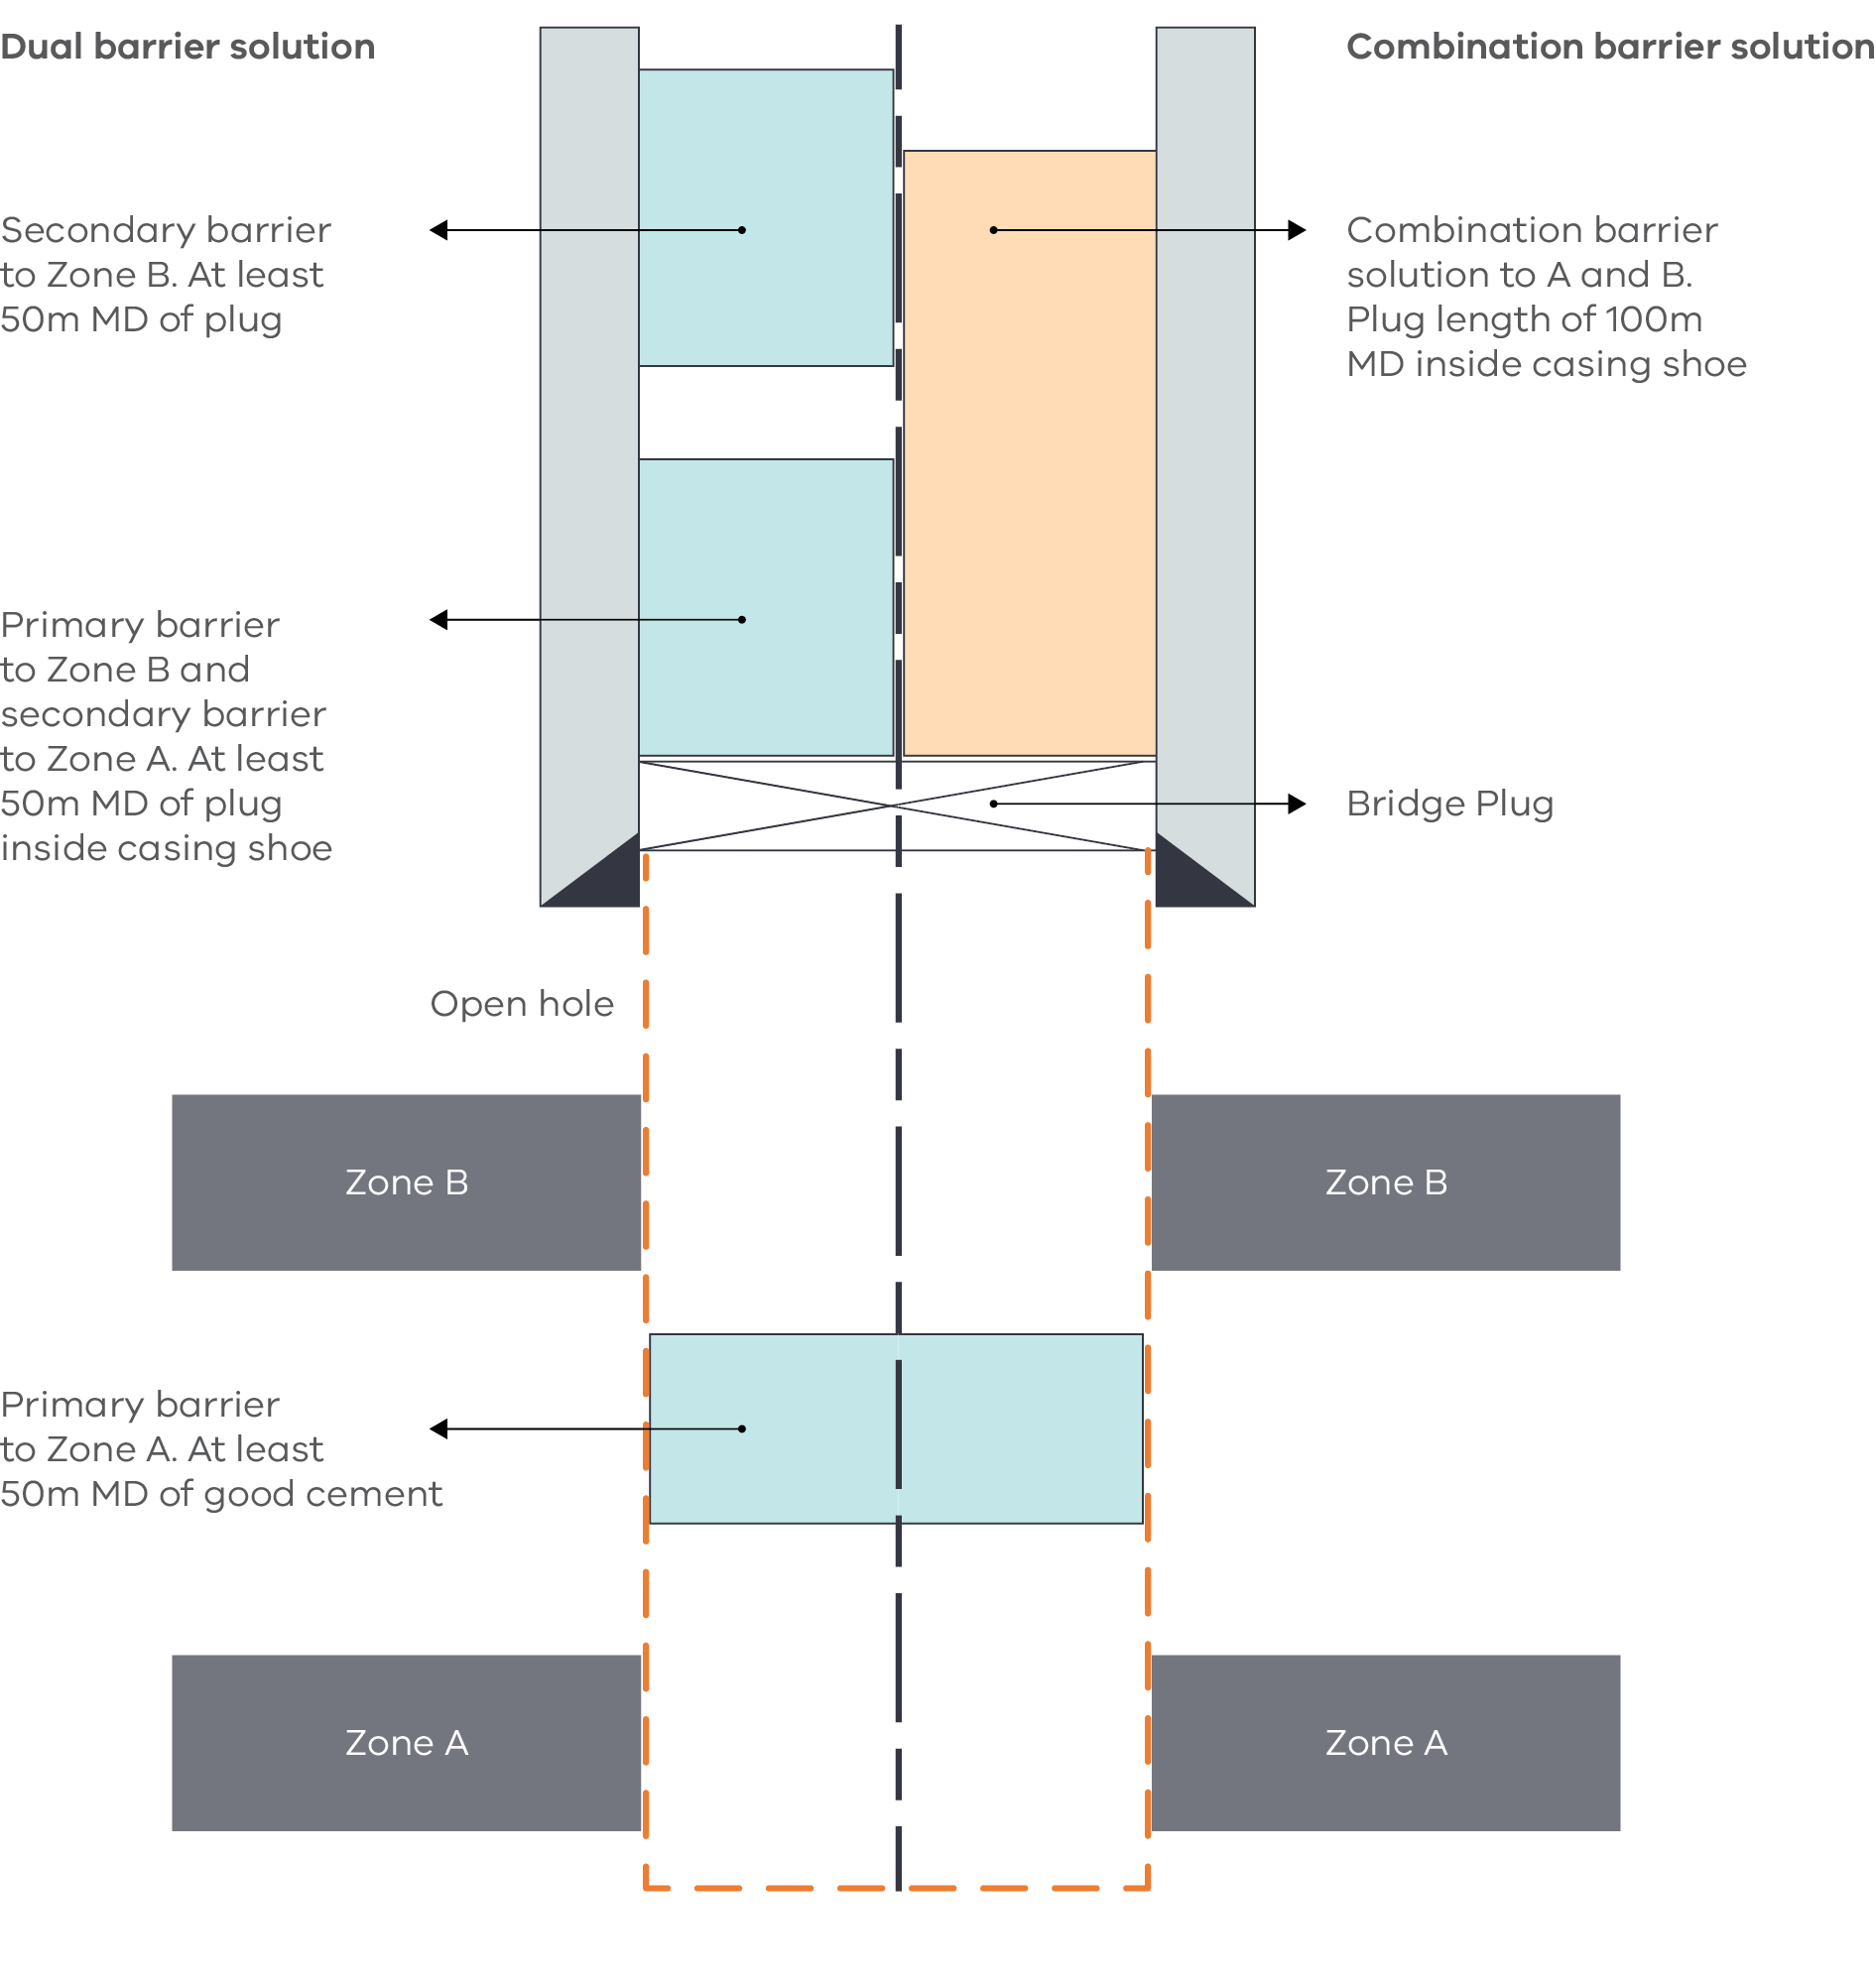 Dual barrier solution
Combination barrier solution
Secondary barrier
to Zone B. At least
50m MD of plug
Combination barrier
solution to A and B.
Plug length of 100m
MD inside casing shoe
Primary barrier
to Zone B and
secondary barrier
to Zone A. At least
50m MD of plug
inside casing shoe
Bridge Plug
Open hole
Zone B
Zone B
Primary barrier
to Zone A. At least
50m MD of good cement
Zone A
Zone A